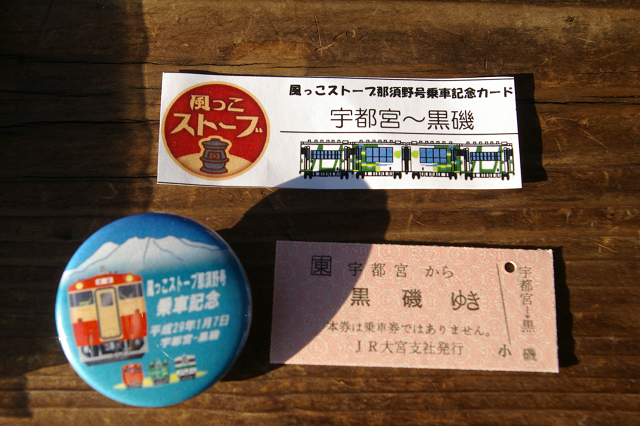 風っこストーブ那須野号乗車記念カード
風っこ
ストーブ
宇都宮～黒磯
風っこストーブ那須野号
乗車記念
平成29年1月7日
宇都宮-黒磯
東 宇都宮 から
黒磯 ゆき
本券は乗車券ではありません。
JR大宮支社発行
宇都宮→黒磯
小